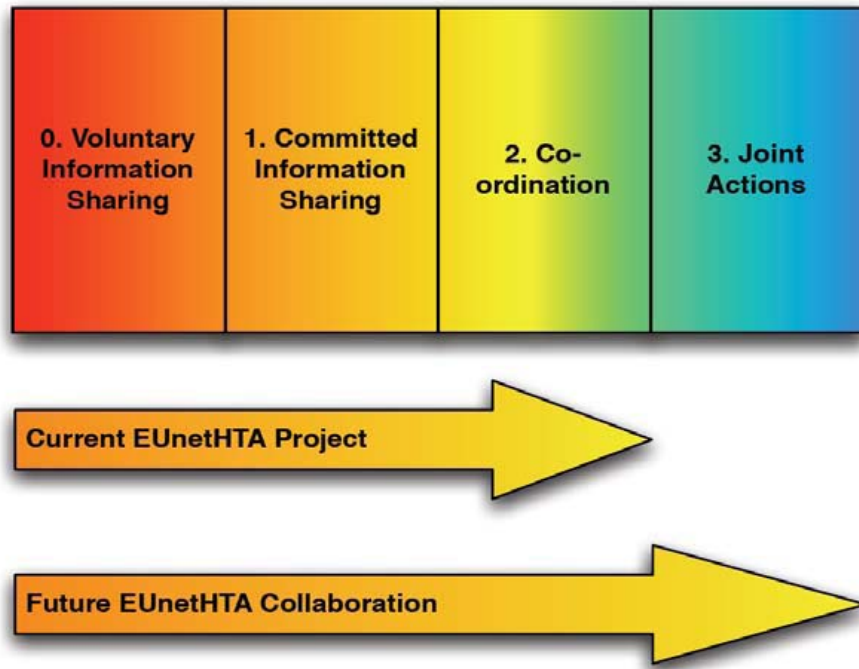 0. Voluntary
Information
Sharing
1. Committed
Information
Sharing
2. Co-
ordination
3. Joint
Actions
Current EUnetHTA Project
Future EUnetHTA Collaboration